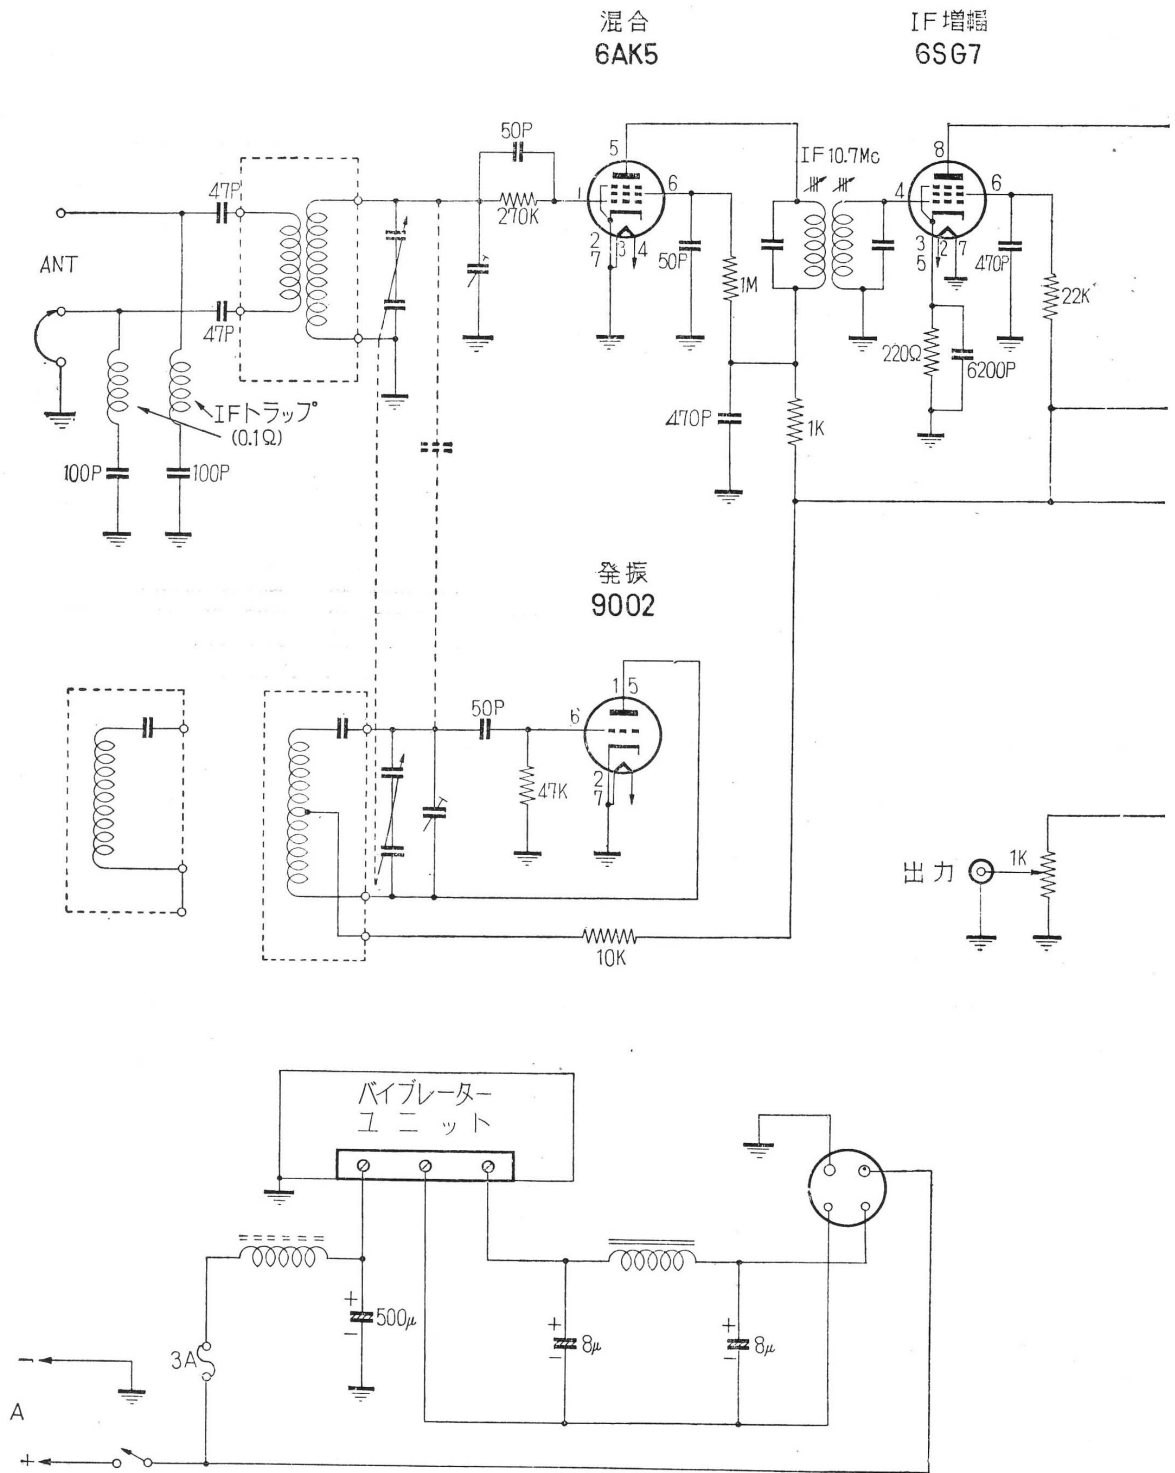 混合
6AK5
IF増幅
6SG7
50P
5
IF10.7Mc
8
47P
1
6
4
6
270K
2
7
3
4
50P
3
5
2
7
470P
ANT
1M
22K
47P
220Ω
6200P
IFトラップ
(0.1Ω)
470P
1K
100P
100P
発振
9002
1 5
50P
6
2
7
47K
出力
1K
10K
バイブレーター
ユニット
+
500μ
-
+
8μ
-
+
8μ
-
3A
-
A
+